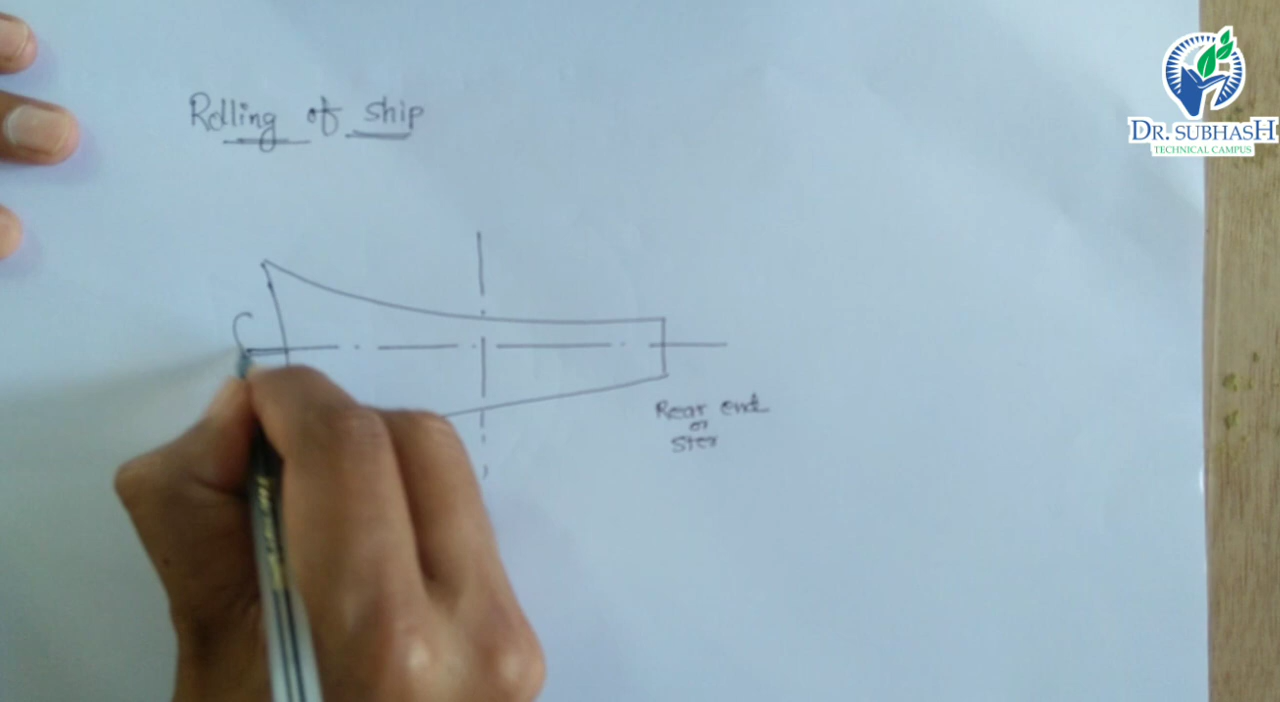 Rolling of ship
DR. SUBHASH
TECHNICAL CAMPUS
Rear end
or
Ster